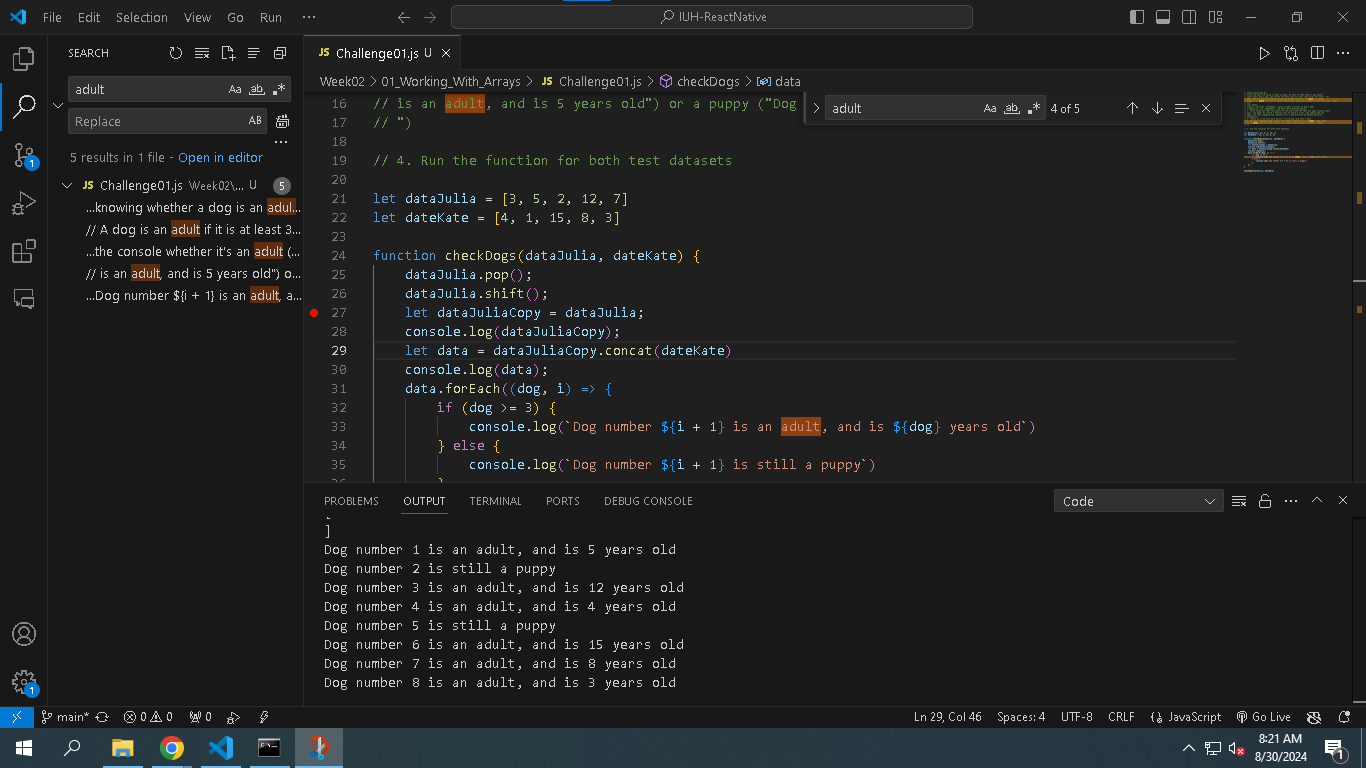 File Edit Selection View Go Run ··· IUH-ReactNative
SEARCH
adult Aa ab .*
Replace AB
5 results in 1 file - Open in editor
JS Challenge01.js Week02\... U 5
...knowing whether a dog is an adul...
// A dog is an adult if it is at least 3...
...the console whether it's an adult (...
// is an adult, and is 5 years old") o...
...Dog number ${i + 1} is an adult, a...
1
1
JS Challenge01.js U
Week02 > 01_Working_With_Arrays > JS Challenge01.js > checkDogs > data
adult Aa ab .* 4 of 5
16 // is an adult, and is 5 years old") or a puppy ("Dog
17 // ")
18
19 // 4. Run the function for both test datasets
20
21 let dataJulia = [3, 5, 2, 12, 7]
22 let dateKate = [4, 1, 15, 8, 3]
23
24 function checkDogs(dataJulia, dateKate) {
25 dataJulia.pop();
26 dataJulia.shift();
27 let dataJuliaCopy = dataJulia;
28 console.log(dataJuliaCopy);
29 let data = dataJuliaCopy.concat(dateKate)
30 console.log(data);
31 data.forEach((dog, i) => {
32 if (dog >= 3) {
33 console.log(`Dog number ${i + 1} is an adult, and is ${dog} years old`)
34 } else {
35 console.log(`Dog number ${i + 1} is still a puppy`)
PROBLEMS OUTPUT TERMINAL PORTS DEBUG CONSOLE Code
]
Dog number 1 is an adult, and is 5 years old
Dog number 2 is still a puppy
Dog number 3 is an adult, and is 12 years old
Dog number 4 is an adult, and is 4 years old
Dog number 5 is still a puppy
Dog number 6 is an adult, and is 15 years old
Dog number 7 is an adult, and is 8 years old
Dog number 8 is an adult, and is 3 years old
main* 0 0 0 Ln 29, Col 46 Spaces: 4 UTF-8 CRLF JavaScript Go Live
8:21 AM
8/30/2024
1